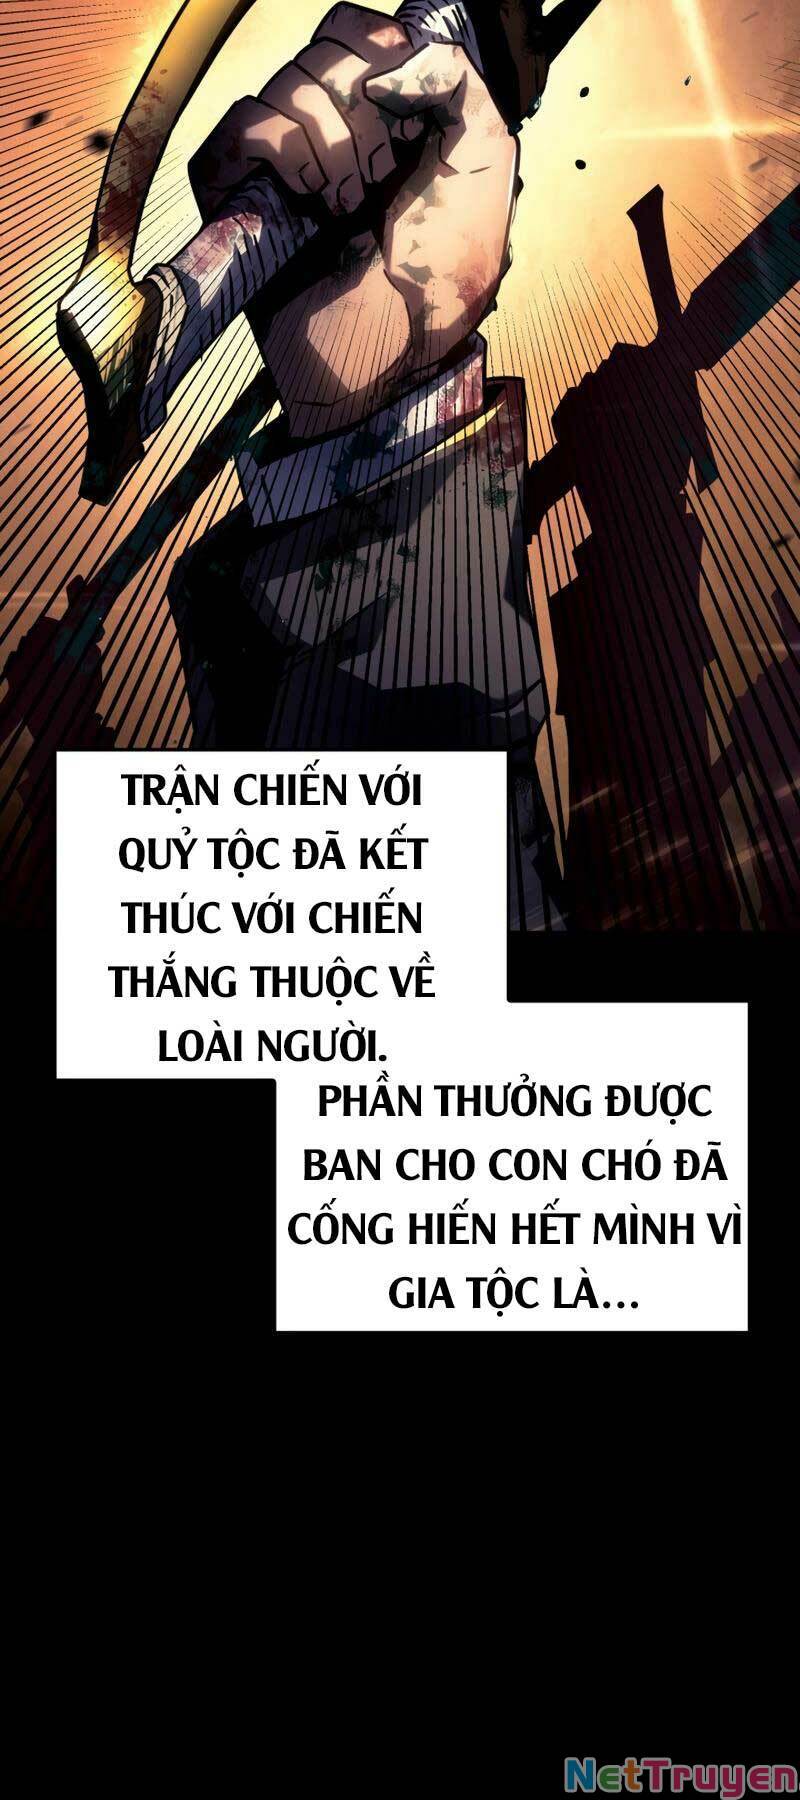 TRẬN CHIẾN VỚI
QUỶ TỘC ĐÃ KẾT
THÚC VỚI CHIẾN
THẮNG THUỘC VỀ
LOÀI NGƯỜI.
PHẦN THƯỞNG ĐƯỢC
BAN CHO CON CHÓ ĐÃ
CỐNG HIẾN HẾT MÌNH VÌ
GIA TỘC LÀ...
NetTruyen